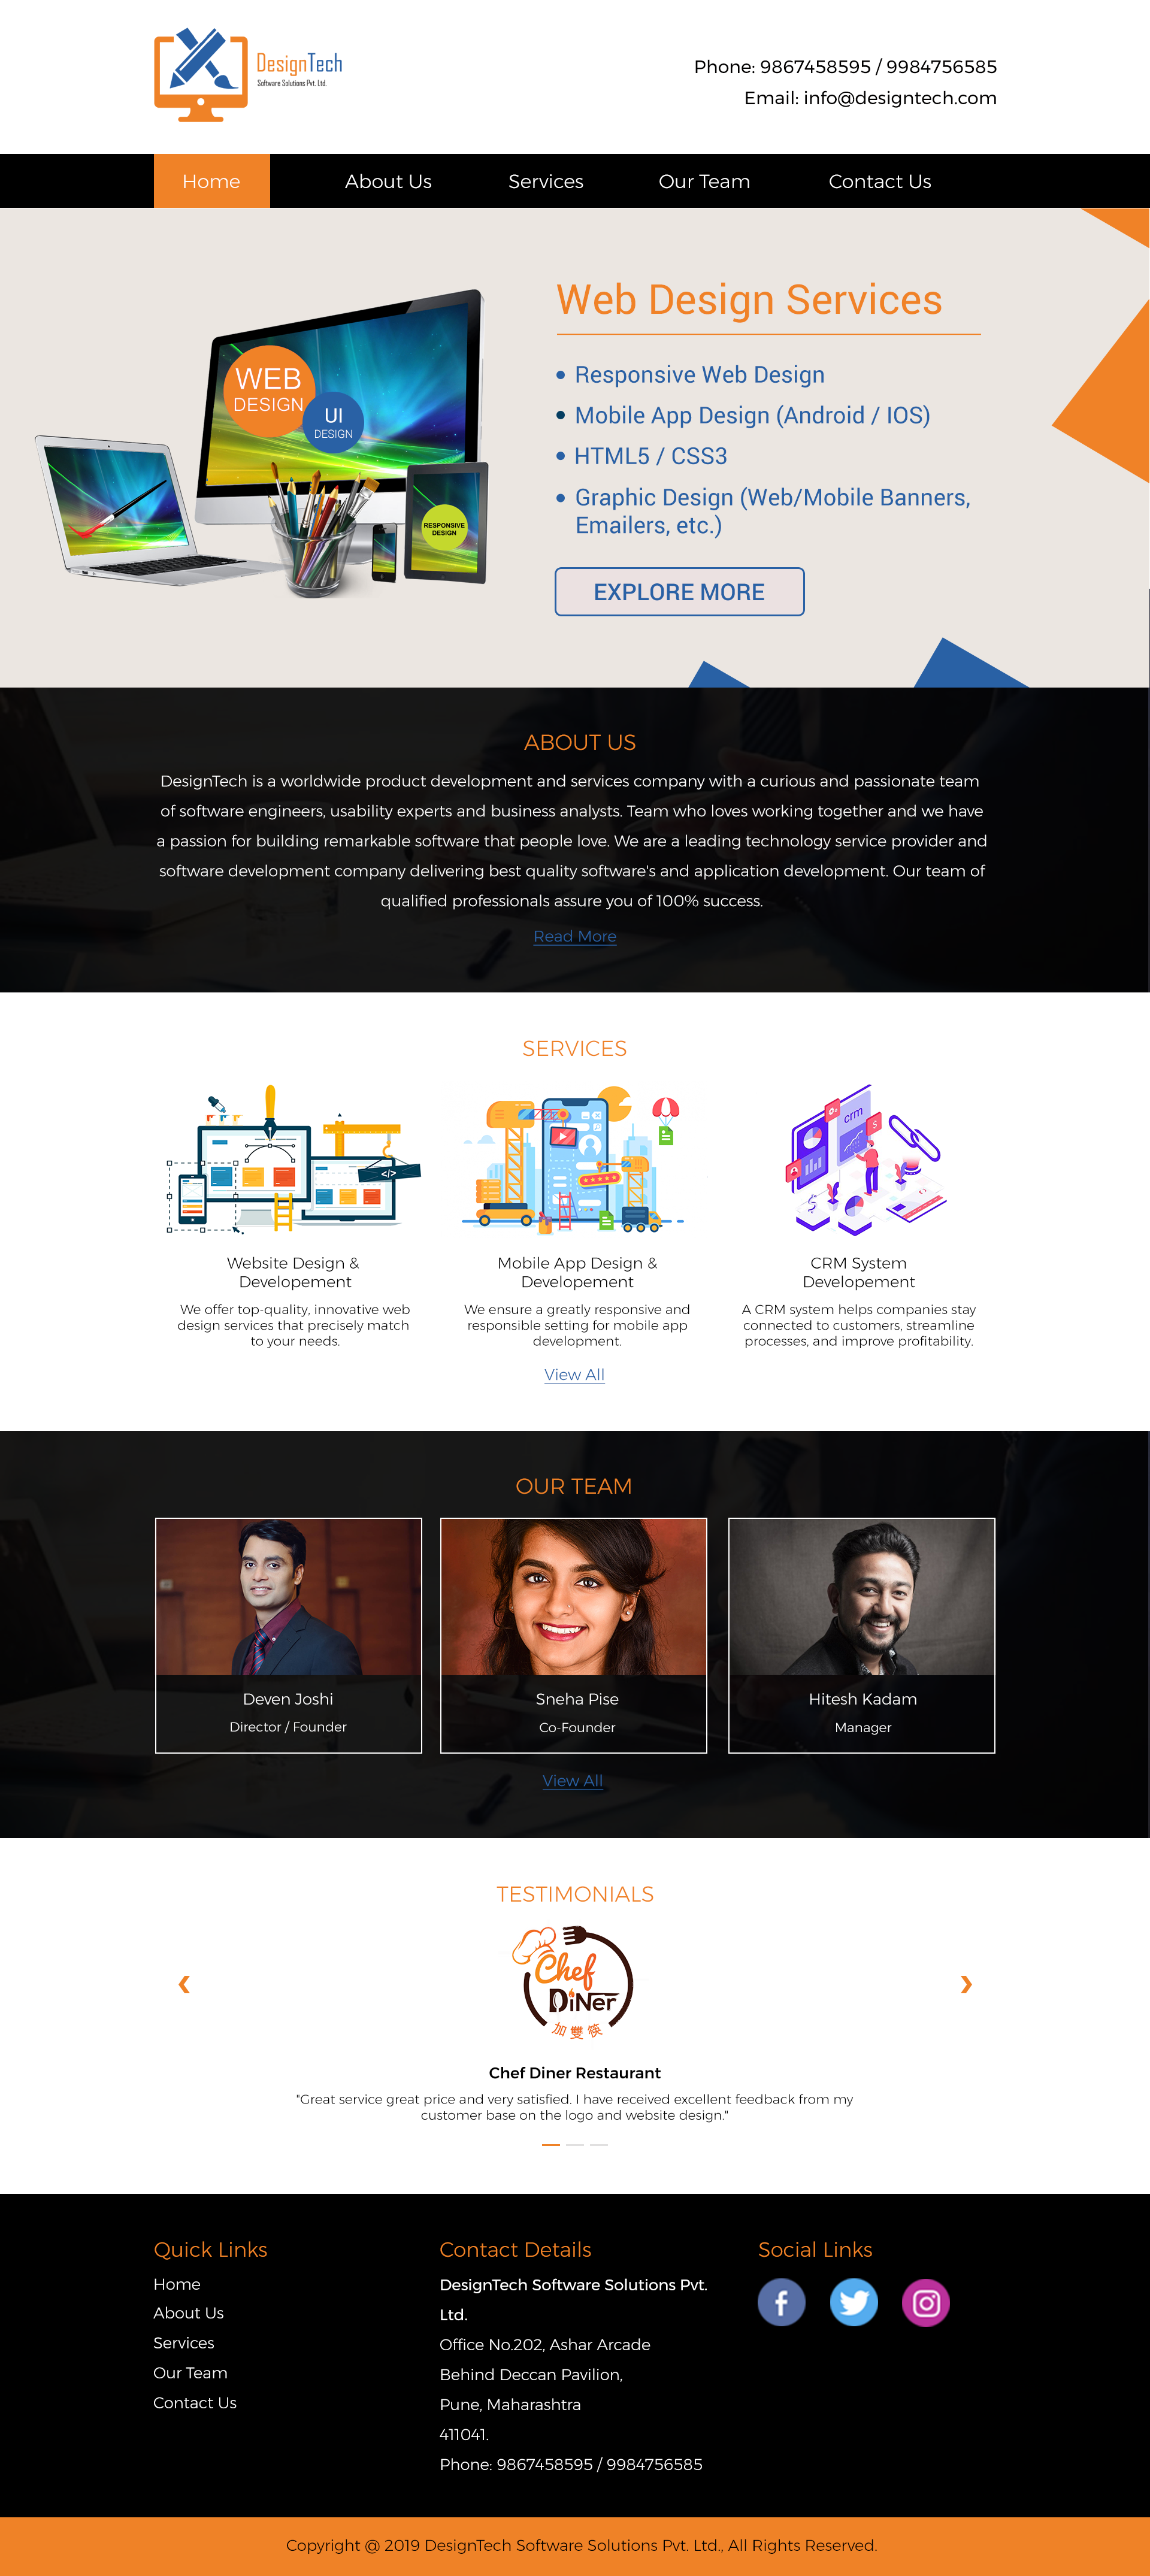 DesignTech
Software Solutions Pvt. Ltd.
Phone: 9867458595 / 9984756585
Email: info@designtech.com
Home About Us Services Our Team Contact Us
WEB
DESIGN
UI
DESIGN
RESPONSIVE
DESIGN
Web Design Services
• Responsive Web Design
• Mobile App Design (Android / IOS)
• HTML5 / CSS3
• Graphic Design (Web/Mobile Banners,
Emailers, etc.)
EXPLORE MORE
ABOUT US
DesignTech is a worldwide product development and services company with a curious and passionate team
of software engineers, usability experts and business analysts. Team who loves working together and we have
a passion for building remarkable software that people love. We are a leading technology service provider and
software development company delivering best quality software's and application development. Our team of
qualified professionals assure you of 100% success.
Read More
SERVICES
</>
crm
Website Design &
Developement
We offer top-quality, innovative web
design services that precisely match
to your needs.
Mobile App Design &
Developement
We ensure a greatly responsive and
responsible setting for mobile app
development.
CRM System
Developement
A CRM system helps companies stay
connected to customers, streamline
processes, and improve profitability.
View All
OUR TEAM
Deven Joshi
Director / Founder
Sneha Pise
Co-Founder
Hitesh Kadam
Manager
View All
TESTIMONIALS
Chef
DiNer
加雙筷
Chef Diner Restaurant
"Great service great price and very satisfied. I have received excellent feedback from my
customer base on the logo and website design."
Quick Links
Home
About Us
Services
Our Team
Contact Us
Contact Details
DesignTech Software Solutions Pvt.
Ltd.
Office No.202, Ashar Arcade
Behind Deccan Pavilion,
Pune, Maharashtra
411041.
Phone: 9867458595 / 9984756585
Social Links
Copyright @ 2019 DesignTech Software Solutions Pvt. Ltd., All Rights Reserved.